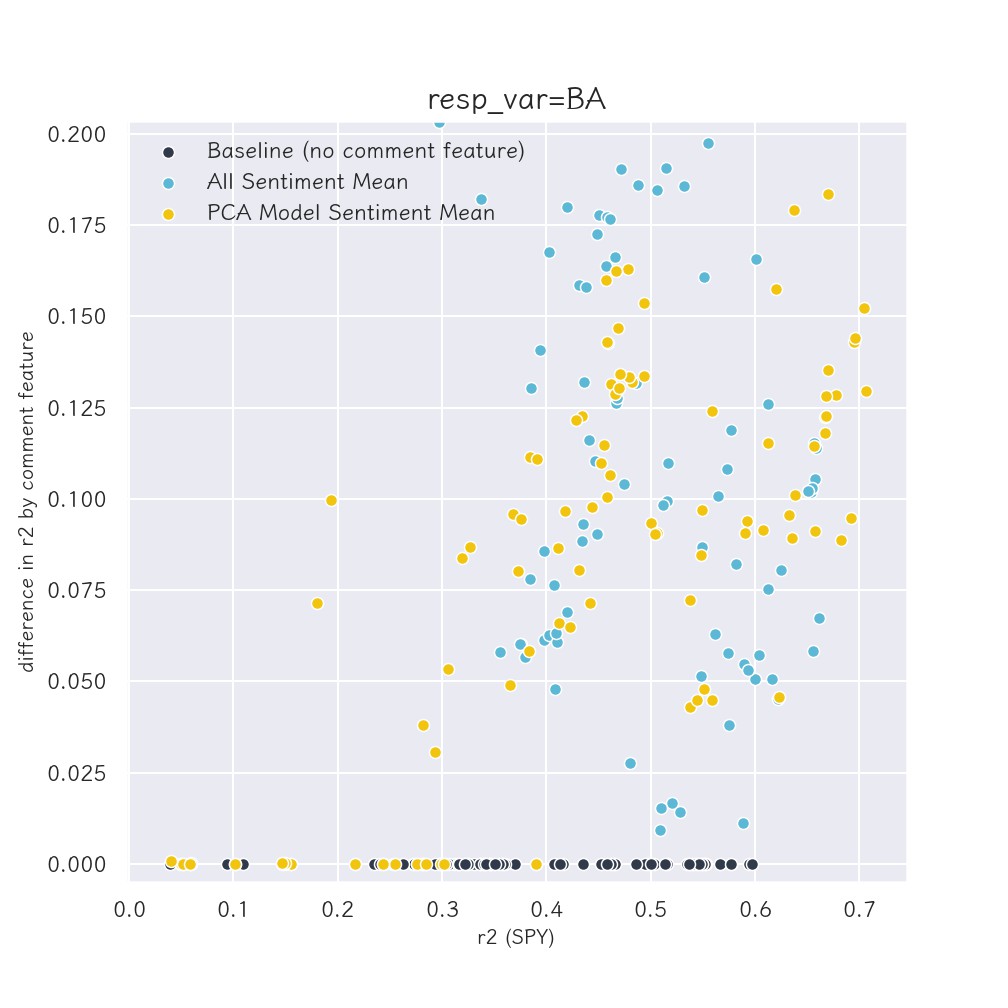 resp_var=BA
Baseline (no comment feature)
All Sentiment Mean
PCA Model Sentiment Mean
difference in r2 by comment feature
0.200
0.175
0.150
0.125
0.100
0.075
0.050
0.025
0.000
0.0 0.1 0.2 0.3 0.4 0.5 0.6 0.7
r2 (SPY)